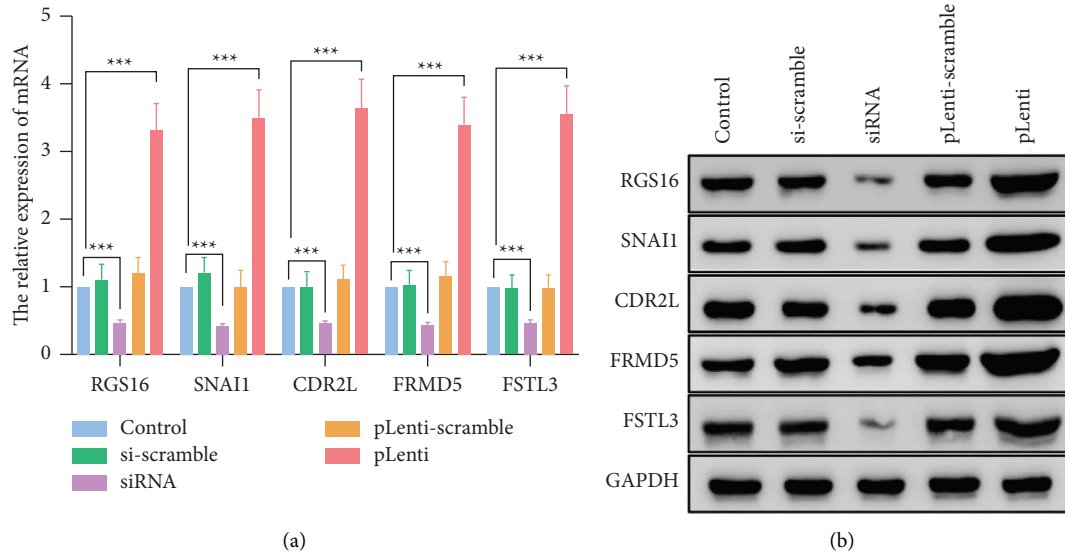 The relative expression of mRNA
5
4
3
2
1
0
*** *** *** *** ***
*** *** *** *** ***
RGS16 SNAI1 CDR2L FRMD5 FSTL3
Control
si-scramble
siRNA
pLenti-scramble
pLenti
(a)
Control
si-scramble
siRNA
pLenti-scramble
pLenti
RGS16
SNAI1
CDR2L
FRMD5
FSTL3
GAPDH
(b)